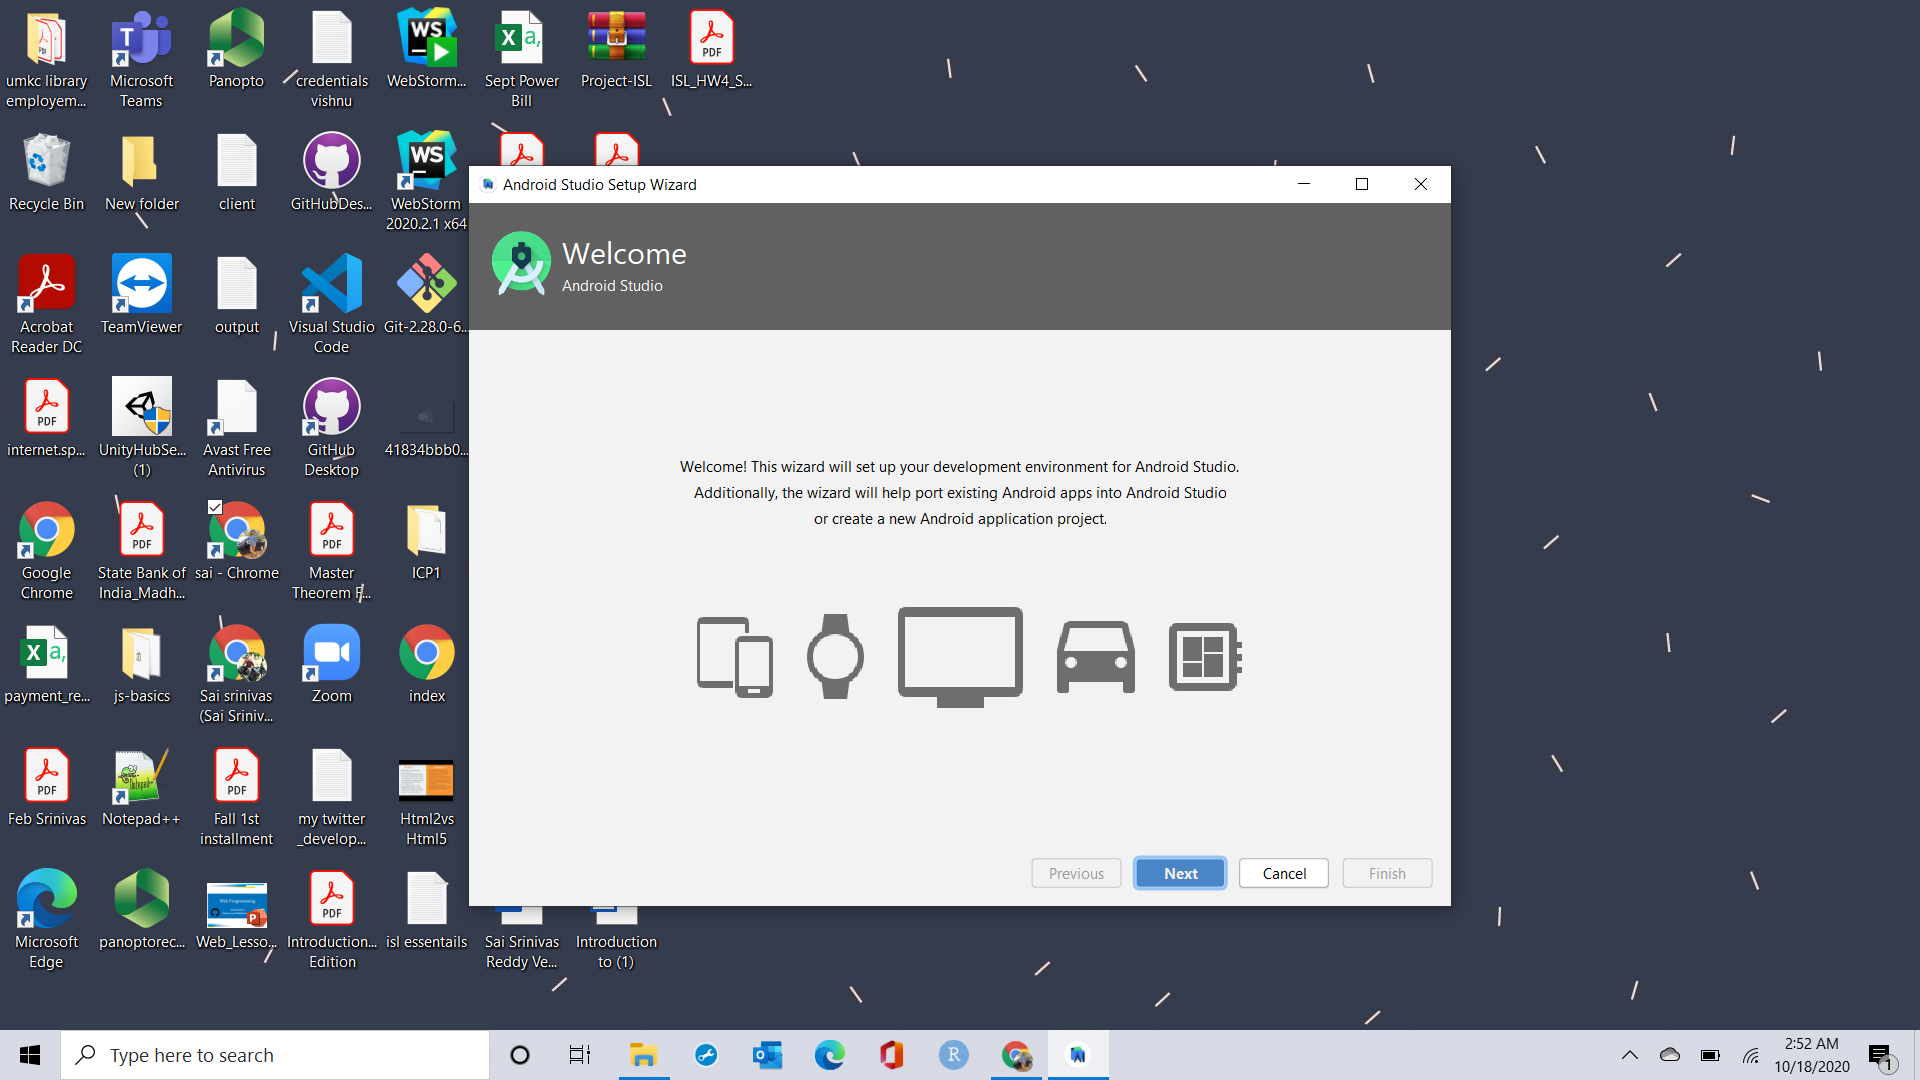 umkc library
employem...
Microsoft
Teams
Panopto
credentials
vishnu
WebStorm...
Sept Power
Bill
Project-ISL
ISL_HW4_S...
Recycle Bin
New folder
client
GitHubDes...
WebStorm
2020.2.1 x64
Acrobat
Reader DC
TeamViewer
output
Visual Studio
Code
Git-2.28.0-6...
internet.sp...
UnityHubSe...
(1)
Avast Free
Antivirus
GitHub
Desktop
41834bbb0...
Google
Chrome
State Bank of
India_Madh...
sai - Chrome
Master
Theorem F...
ICP1
payment_re...
js-basics
Sai srinivas
(Sai Sriniv...
Zoom
index
Feb Srinivas
Notepad++
Fall 1st
installment
my twitter
_develop...
Html2vs
Html5
Microsoft
Edge
panoptorec...
Web_Lesso...
Introduction...
Edition
isl essentails
Sai Srinivas
Reddy Ve...
Introduction
to (1)
Android Studio Setup Wizard
Welcome
Android Studio
Welcome! This wizard will set up your development environment for Android Studio.
Additionally, the wizard will help port existing Android apps into Android Studio
or create a new Android application project.
Previous
Next
Cancel
Finish
Type here to search
2:52 AM
10/18/2020
1